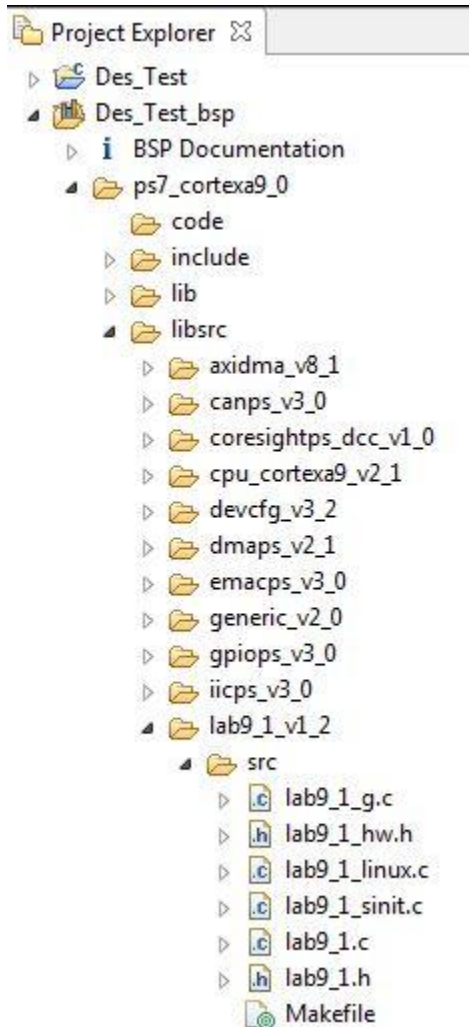 Project Explorer
Des_Test
Des_Test_bsp
BSP Documentation
ps7_cortexa9_0
code
include
lib
libsrc
axidma_v8_1
canps_v3_0
coresightps_dcc_v1_0
cpu_cortexa9_v2_1
devcfg_v3_2
dmaps_v2_1
emacps_v3_0
generic_v2_0
gpiops_v3_0
iicps_v3_0
lab9_1_v1_2
src
.c lab9_1_g.c
.h lab9_1_hw.h
.c lab9_1_linux.c
.c lab9_1_sinit.c
.c lab9_1.c
.h lab9_1.h
Makefile